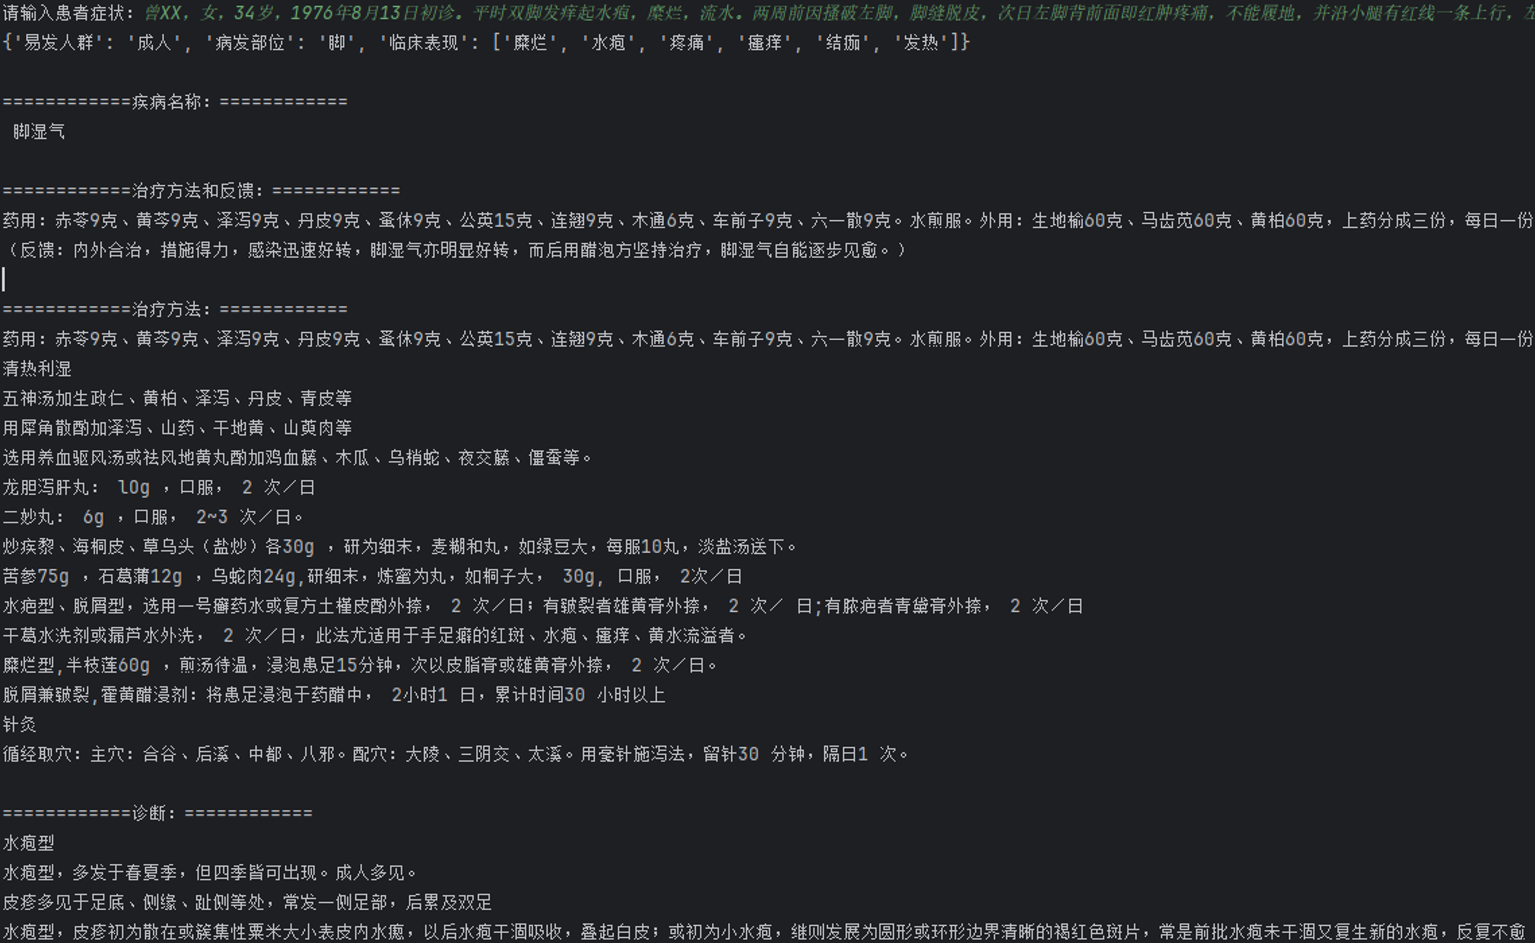 请输入患者症状：曾XX，女，34岁，1976年8月13日初诊。平时双脚发痒起水疱，糜烂，流水。两周前因搔破左脚，脚缝脱皮，次日左脚背前面即红肿疼痛，不能履地，并沿小腿有红线一条上行，左
{'易发人群': '成人', '病发部位': '脚', '临床表现': ['糜烂', '水疱', '疼痛', '瘙痒', '结痂', '发热']}
============疾病名称：============
脚湿气
============治疗方法和反馈：============
药用：赤苓9克、黄芩9克、泽泻9克、丹皮9克、蚤休9克、公英15克、连翘9克、木通6克、车前子9克、六一散9克。水煎服。外用：生地榆60克、马齿苋60克、黄柏60克，上药分成三份，每日一份
（反馈：内外合治，措施得力，感染迅速好转，脚湿气亦明显好转，而后用醋泡方坚持治疗，脚湿气自能逐步见愈。）
============治疗方法：============
药用：赤苓9克、黄芩9克、泽泻9克、丹皮9克、蚤休9克、公英15克、连翘9克、木通6克、车前子9克、六一散9克。水煎服。外用：生地榆60克、马齿苋60克、黄柏60克，上药分成三份，每日一份
清热利湿
五神汤加生政仁、黄柏、泽泻、丹皮、青皮等
用犀角散酌加泽泻、山药、干地黄、山萸肉等
选用养血驱风汤或祛风地黄丸酌加鸡血藤、木瓜、乌梢蛇、夜交藤、僵蚕等。
龙胆泻肝丸： l0g ，口服， 2 次／日
二妙丸： 6g ，口服， 2~3 次／日。
炒疾黎、海桐皮、草乌头（盐炒）各30g ，研为细末，麦糊和丸，如绿豆大，每服10丸，淡盐汤送下。
苦参75g ，石葛蒲12g ，乌蛇肉24g,研细末，炼蜜为丸，如桐子大， 30g, 口服， 2次／日
水疱型、脱屑型，选用一号癣药水或复方土槿皮酌外捺， 2 次／日；有皲裂者雄黄膏外捺， 2 次／ 日;有脓疱者青黛膏外捺， 2 次／日
干葛水洗剂或漏芦水外洗， 2 次／日，此法尤适用于手足癖的红斑、水疱、瘙痒、黄水流溢者。
糜烂型,半枝莲60g ，煎汤待温，浸泡患足15分钟，次以皮脂膏或雄黄膏外捺， 2 次／日。
脱屑兼皲裂,霍黄醋浸剂：将患足浸泡于药醋中， 2小时1 日，累计时间30 小时以上
针灸
循经取穴：主穴：合谷、后溪、中都、八邪。配穴：大陵、三阴交、太溪。用毫针施泻法，留针30 分钟，隔日1 次。
============诊断：============
水疱型
水疱型，多发于春夏季，但四季皆可出现。成人多见。
皮疹多见于足底、侧缘、趾侧等处，常发一侧足部，后累及双足
水疱型，皮疹初为散在或簇集性粟米大小表皮内水疱，以后水疱干涸吸收，叠起白皮；或初为小水疱，继则发展为圆形或环形边界清晰的褐红色斑片，常是前批水疱未干涸又复生新的水疱，反复不愈